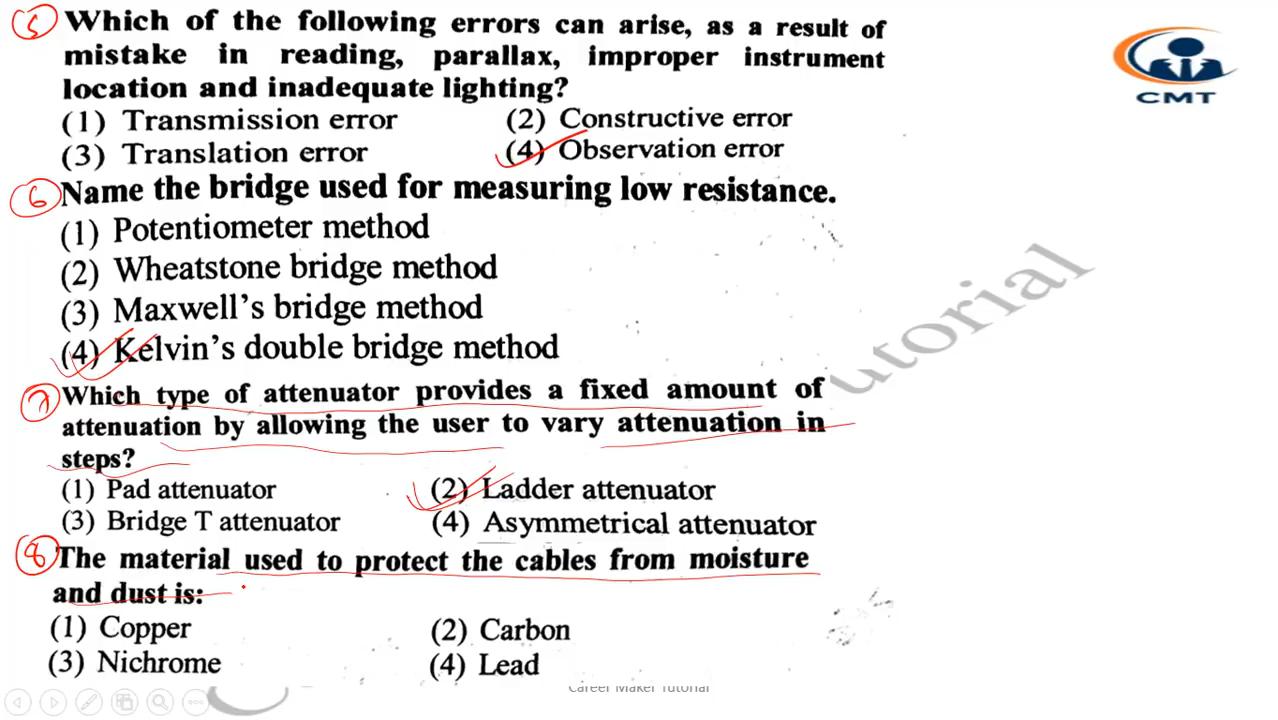 5 Which of the following errors can arise, as a result of
mistake in reading, parallax, improper instrument
location and inadequate lighting?
(1) Transmission error (2) Constructive error
(3) Translation error (4) Observation error
6 Name the bridge used for measuring low resistance.
(1) Potentiometer method
(2) Wheatstone bridge method
(3) Maxwell's bridge method
(4) Kelvin's double bridge method
7 Which type of attenuator provides a fixed amount of
attenuation by allowing the user to vary attenuation in
steps?
(1) Pad attenuator (2) Ladder attenuator
(3) Bridge T attenuator (4) Asymmetrical attenuator
8 The material used to protect the cables from moisture
and dust is:
(1) Copper (2) Carbon
(3) Nichrome (4) Lead
CMT
utorial
Career Maker Tutorial